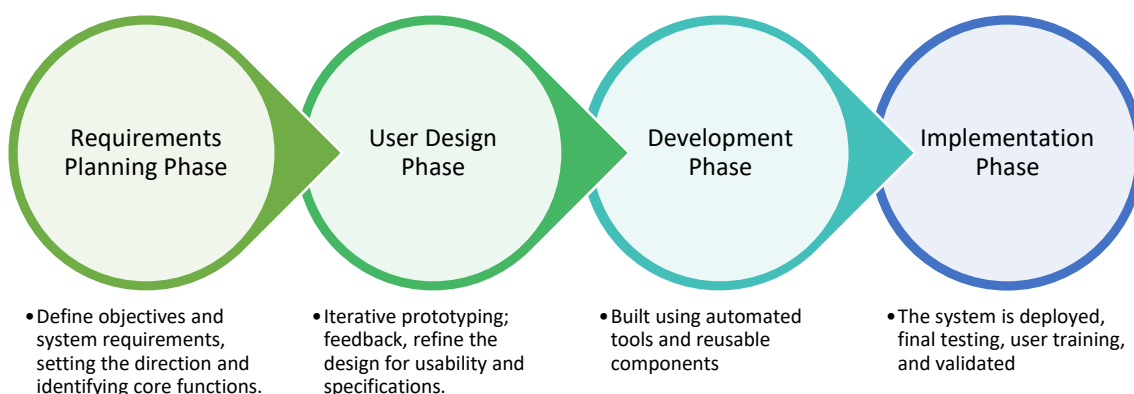 Requirements
Planning Phase
User Design
Phase
Development
Phase
Implementation
Phase
•Define objectives and
system requirements,
setting the direction and
identifying core functions.
•Iterative prototyping;
feedback, refine the
design for usability and
specifications.
•Built using automated
tools and reusable
components
•The system is deployed,
final testing, user training,
and validated